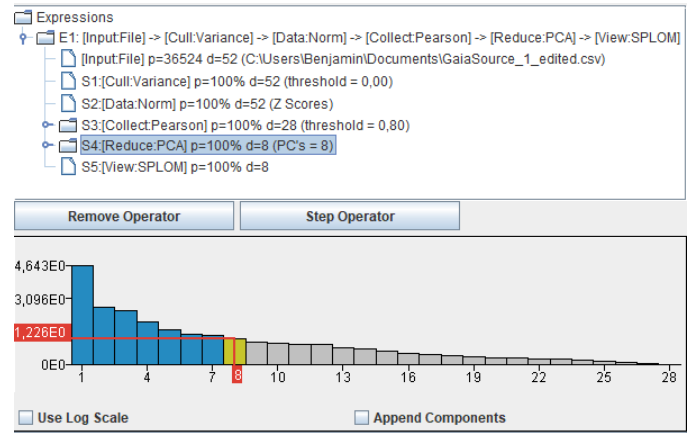 Expressions
E1: [Input:File] -> [Cull:Variance] -> [Data:Norm] -> [Collect:Pearson] -> [Reduce:PCA] -> [View:SPLOM]
[Input:File] p=36524 d=52 (C:\Users\Benjamin\Documents\GaiaSource_1_edited.csv)
S1:[Cull:Variance] p=100% d=52 (threshold = 0,00)
S2:[Data:Norm] p=100% d=52 (Z Scores)
S3:[Collect:Pearson] p=100% d=28 (threshold = 0,80)
S4:[Reduce:PCA] p=100% d=8 (PC's = 8)
S5:[View:SPLOM] p=100% d=8
Remove Operator Step Operator
4,643E0
3,096E0
1,226E0
0E0
1 4 7 8 10 13 16 19 22 25 28
Use Log Scale Append Components